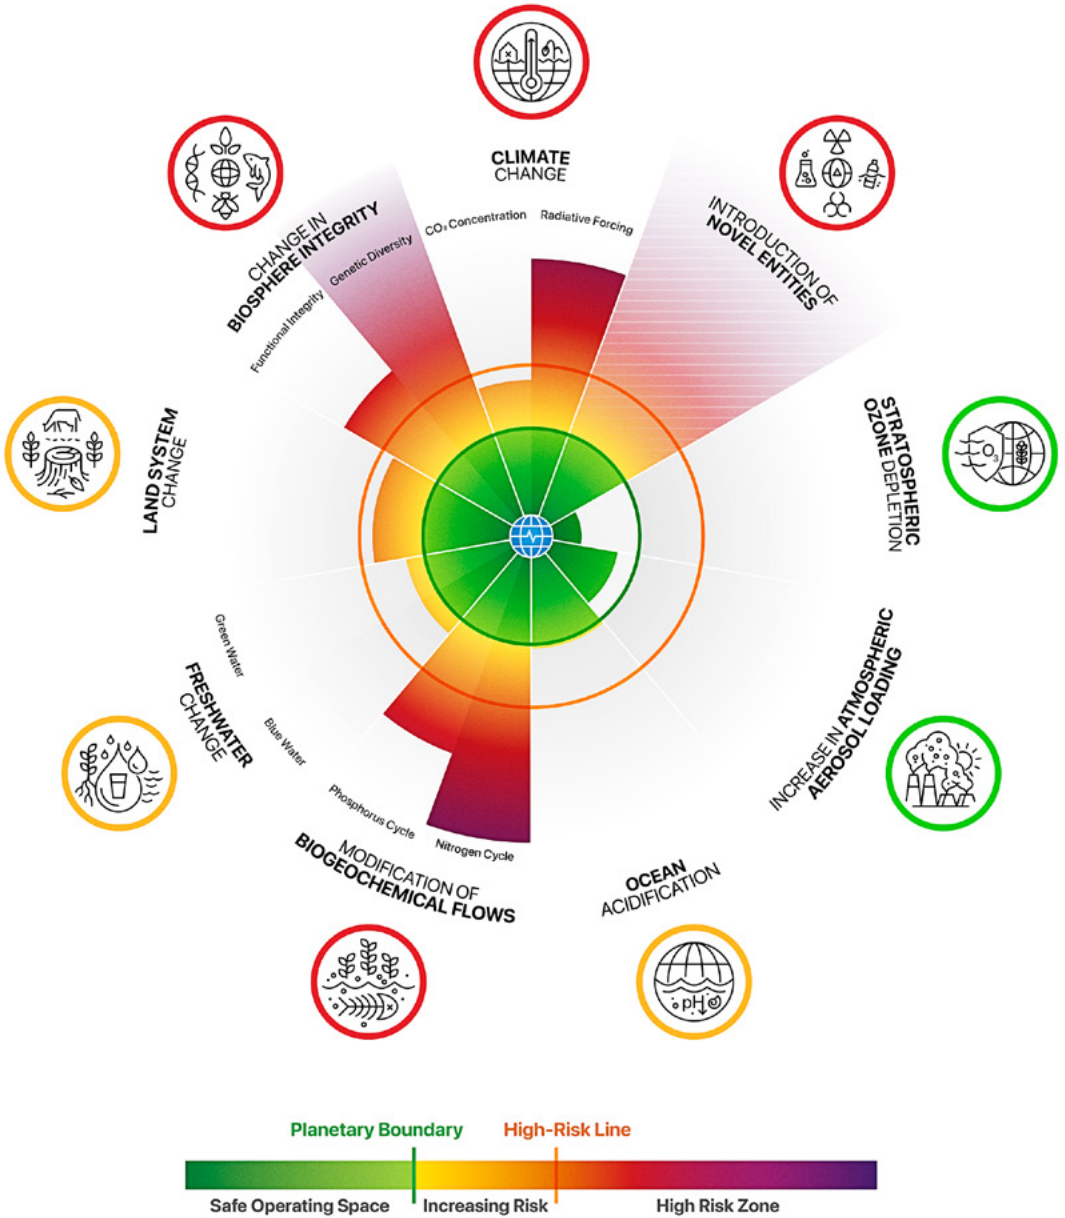 CLIMATE
CHANGE
CO₂ Concentration
Radiative Forcing
INTRODUCTION OF
NOVEL ENTITIES
STRATOSPHERIC
OZONE DEPLETION
O₃
INCREASE IN ATMOSPHERIC
AEROSOL LOADING
OCEAN
ACIDIFICATION
pH
MODIFICATION OF
BIOGEOCHEMICAL FLOWS
Phosphorus Cycle
Nitrogen Cycle
FRESHWATER
CHANGE
Green Water
Blue Water
LAND SYSTEM
CHANGE
CHANGE IN
BIOSPHERE INTEGRITY
Functional Integrity
Genetic Diversity
Planetary Boundary
High-Risk Line
Safe Operating Space
Increasing Risk
High Risk Zone